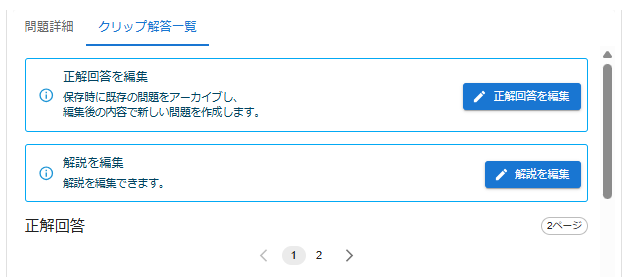 問題詳細 クリップ解答一覧
正解回答を編集
保存時に既存の問題をアーカイブし、
編集後の内容で新しい問題を作成します。
正解回答を編集
解説を編集
解説を編集できます。
解説を編集
正解回答 2ページ
1 2